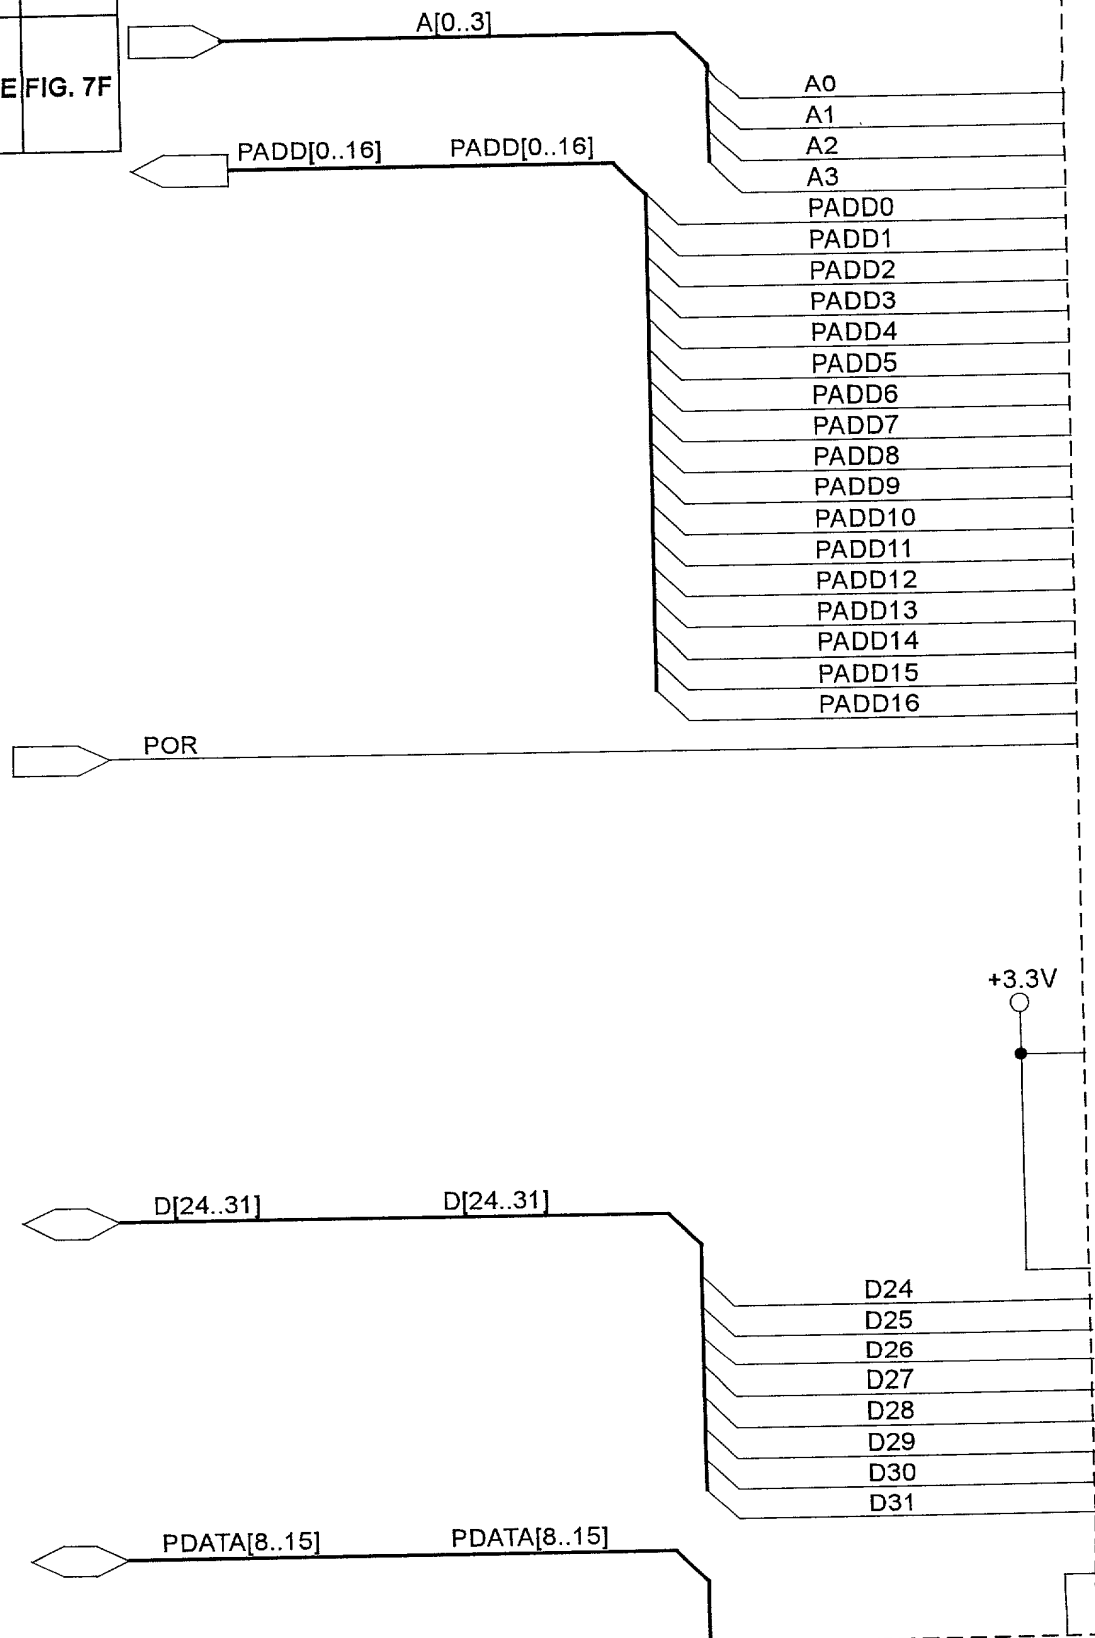 A[0..3]
E FIG. 7F
A0
A1
A2
PADD[0..16] PADD[0..16]
A3
PADD0
PADD1
PADD2
PADD3
PADD4
PADD5
PADD6
PADD7
PADD8
PADD9
PADD10
PADD11
PADD12
PADD13
PADD14
PADD15
PADD16
POR
+3.3V
D[24..31] D[24..31]
D24
D25
D26
D27
D28
D29
D30
D31
PDATA[8..15] PDATA[8..15]